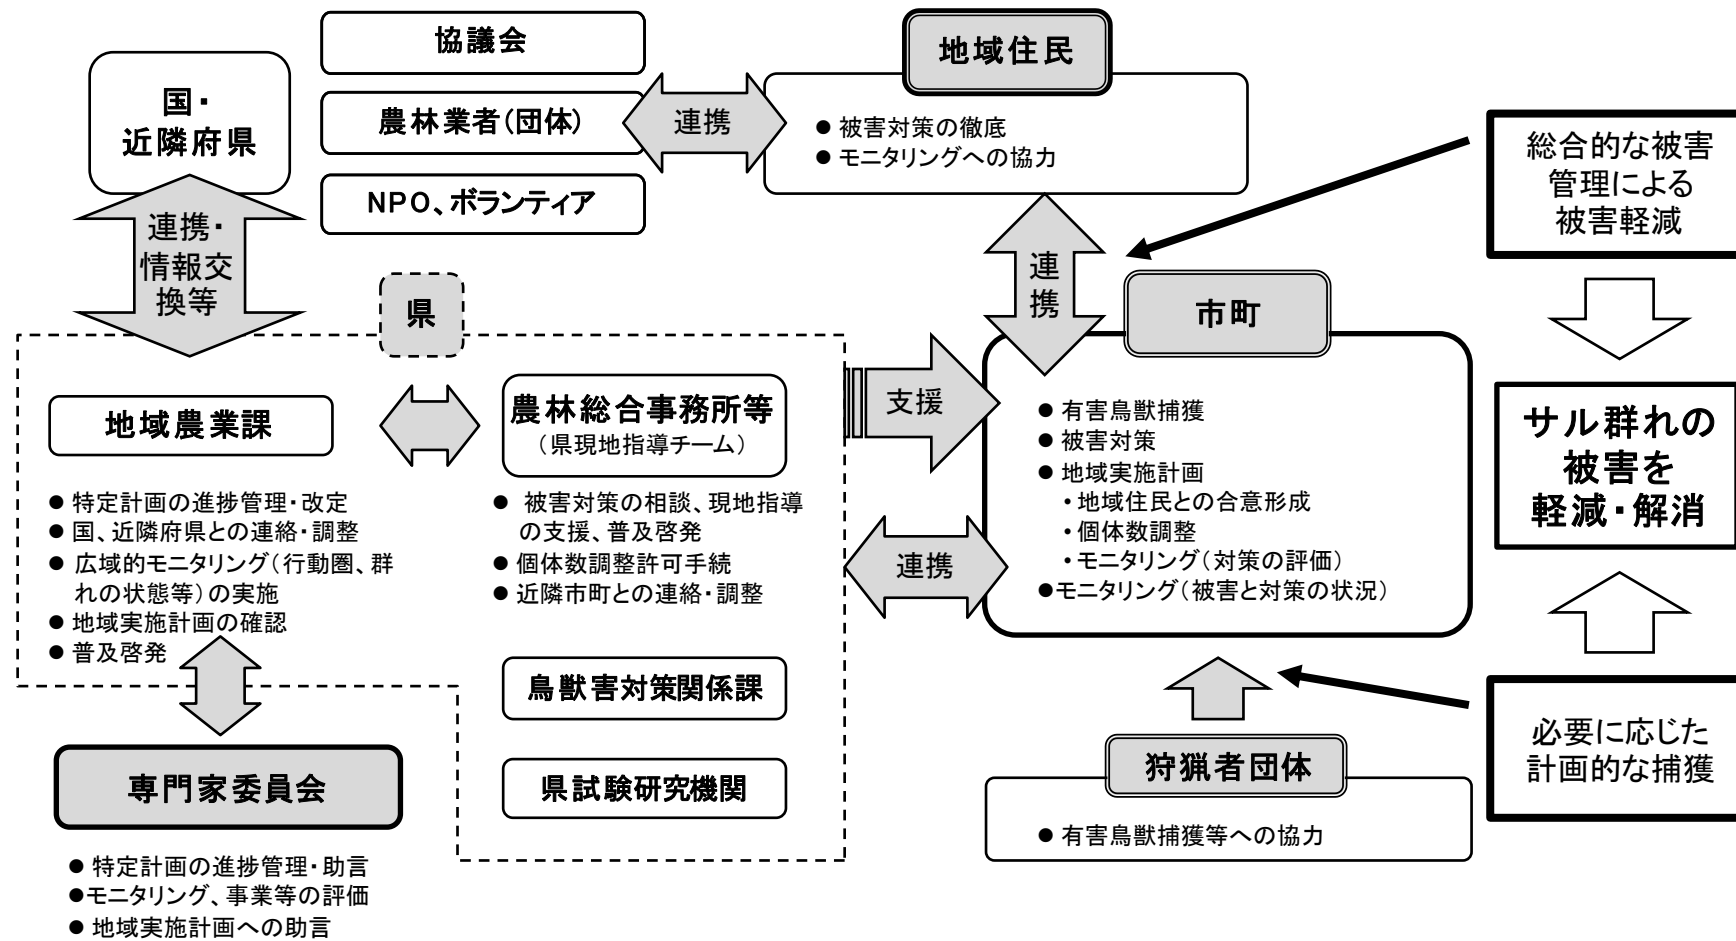 協議会
農林業者(団体)
NPO、ボランティア
国・
近隣府県
連携・
情報交
換等
連携
地域住民
● 被害対策の徹底
● モニタリングへの協力
連
携
総合的な被害
管理による
被害軽減
県
地域農業課
● 特定計画の進捗管理・改定
● 国、近隣府県との連絡・調整
● 広域的モニタリング(行動圏、群
れの状態等)の実施
● 地域実施計画の確認
● 普及啓発
農林総合事務所等
(県現地指導チーム)
● 被害対策の相談、現地指導
の支援、普及啓発
● 個体数調整許可手続
● 近隣市町との連絡・調整
鳥獣害対策関係課
県試験研究機関
支援
連携
市町
● 有害鳥獣捕獲
● 被害対策
● 地域実施計画
・地域住民との合意形成
・個体数調整
・モニタリング(対策の評価)
●モニタリング(被害と対策の状況)
サル群れの
被害を
軽減・解消
専門家委員会
● 特定計画の進捗管理・助言
●モニタリング、事業等の評価
● 地域実施計画への助言
狩猟者団体
● 有害鳥獣捕獲等への協力
必要に応じた
計画的な捕獲